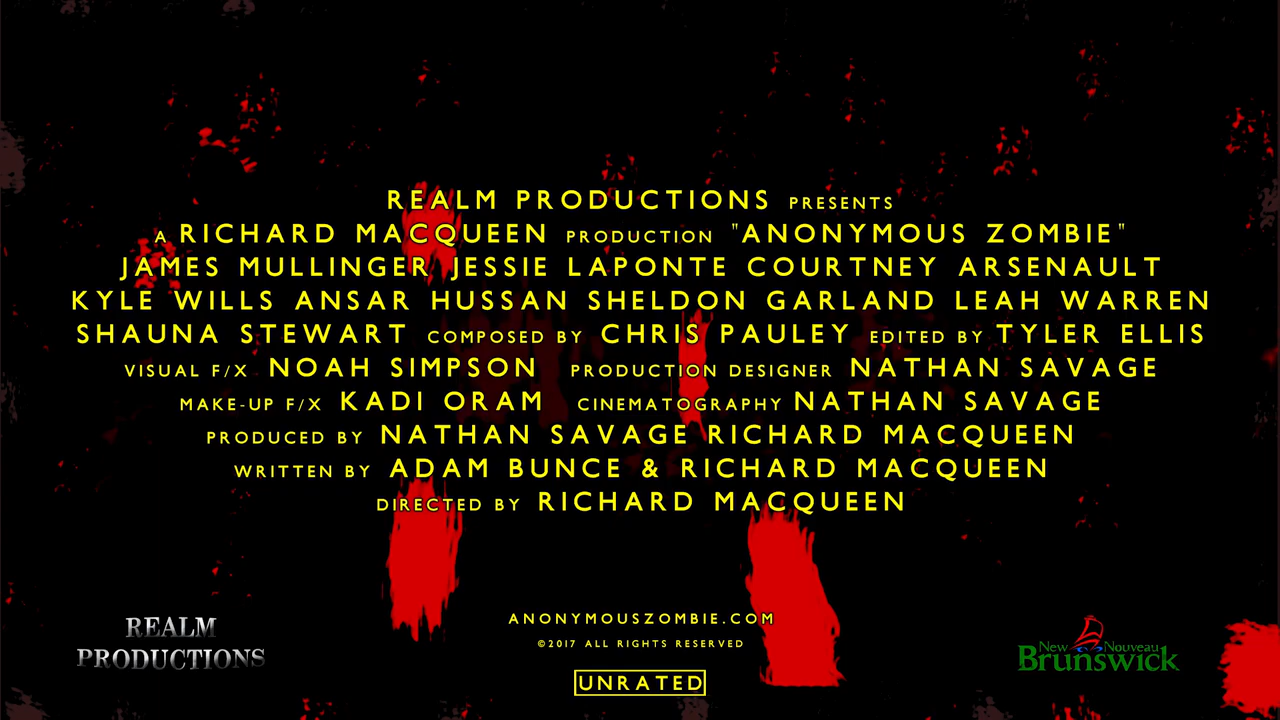 REALM PRODUCTIONS PRESENTS
A RICHARD MACQUEEN PRODUCTION "ANONYMOUS ZOMBIE"
JAMES MULLINGER JESSIE LAPONTE COURTNEY ARSENAULT
KYLE WILLS ANSAR HUSSAN SHELDON GARLAND LEAH WARREN
SHAUNA STEWART COMPOSED BY CHRIS PAULEY EDITED BY TYLER ELLIS
VISUAL F/X NOAH SIMPSON PRODUCTION DESIGNER NATHAN SAVAGE
MAKE-UP F/X KADI ORAM CINEMATOGRAPHY NATHAN SAVAGE
PRODUCED BY NATHAN SAVAGE RICHARD MACQUEEN
WRITTEN BY ADAM BUNCE & RICHARD MACQUEEN
DIRECTED BY RICHARD MACQUEEN
ANONYMOUSZOMBIE.COM
©2017 ALL RIGHTS RESERVED
UNRATED
REALM
PRODUCTIONS
New Nouveau
Brunswick